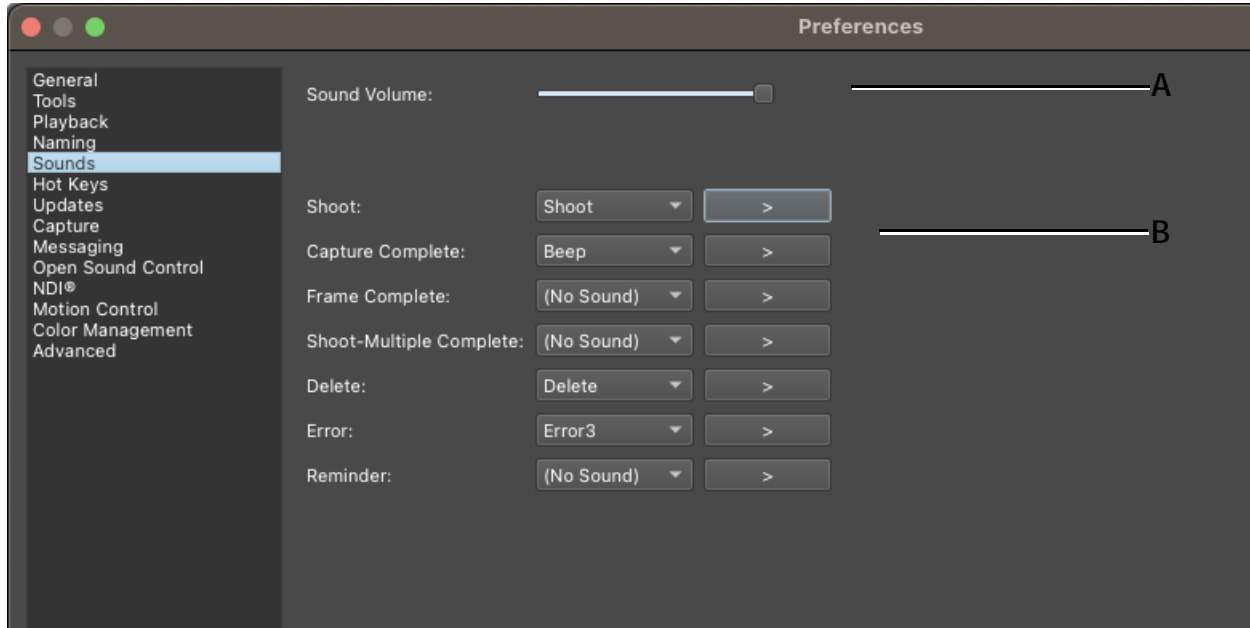 Preferences
General
Tools
Playback
Naming
Sounds
Hot Keys
Updates
Capture
Messaging
Open Sound Control
NDI®
Motion Control
Color Management
Advanced
Sound Volume: A
Shoot: Shoot >
B
Capture Complete: Beep >
Frame Complete: (No Sound) >
Shoot-Multiple Complete: (No Sound) >
Delete: Delete >
Error: Error3 >
Reminder: (No Sound) >